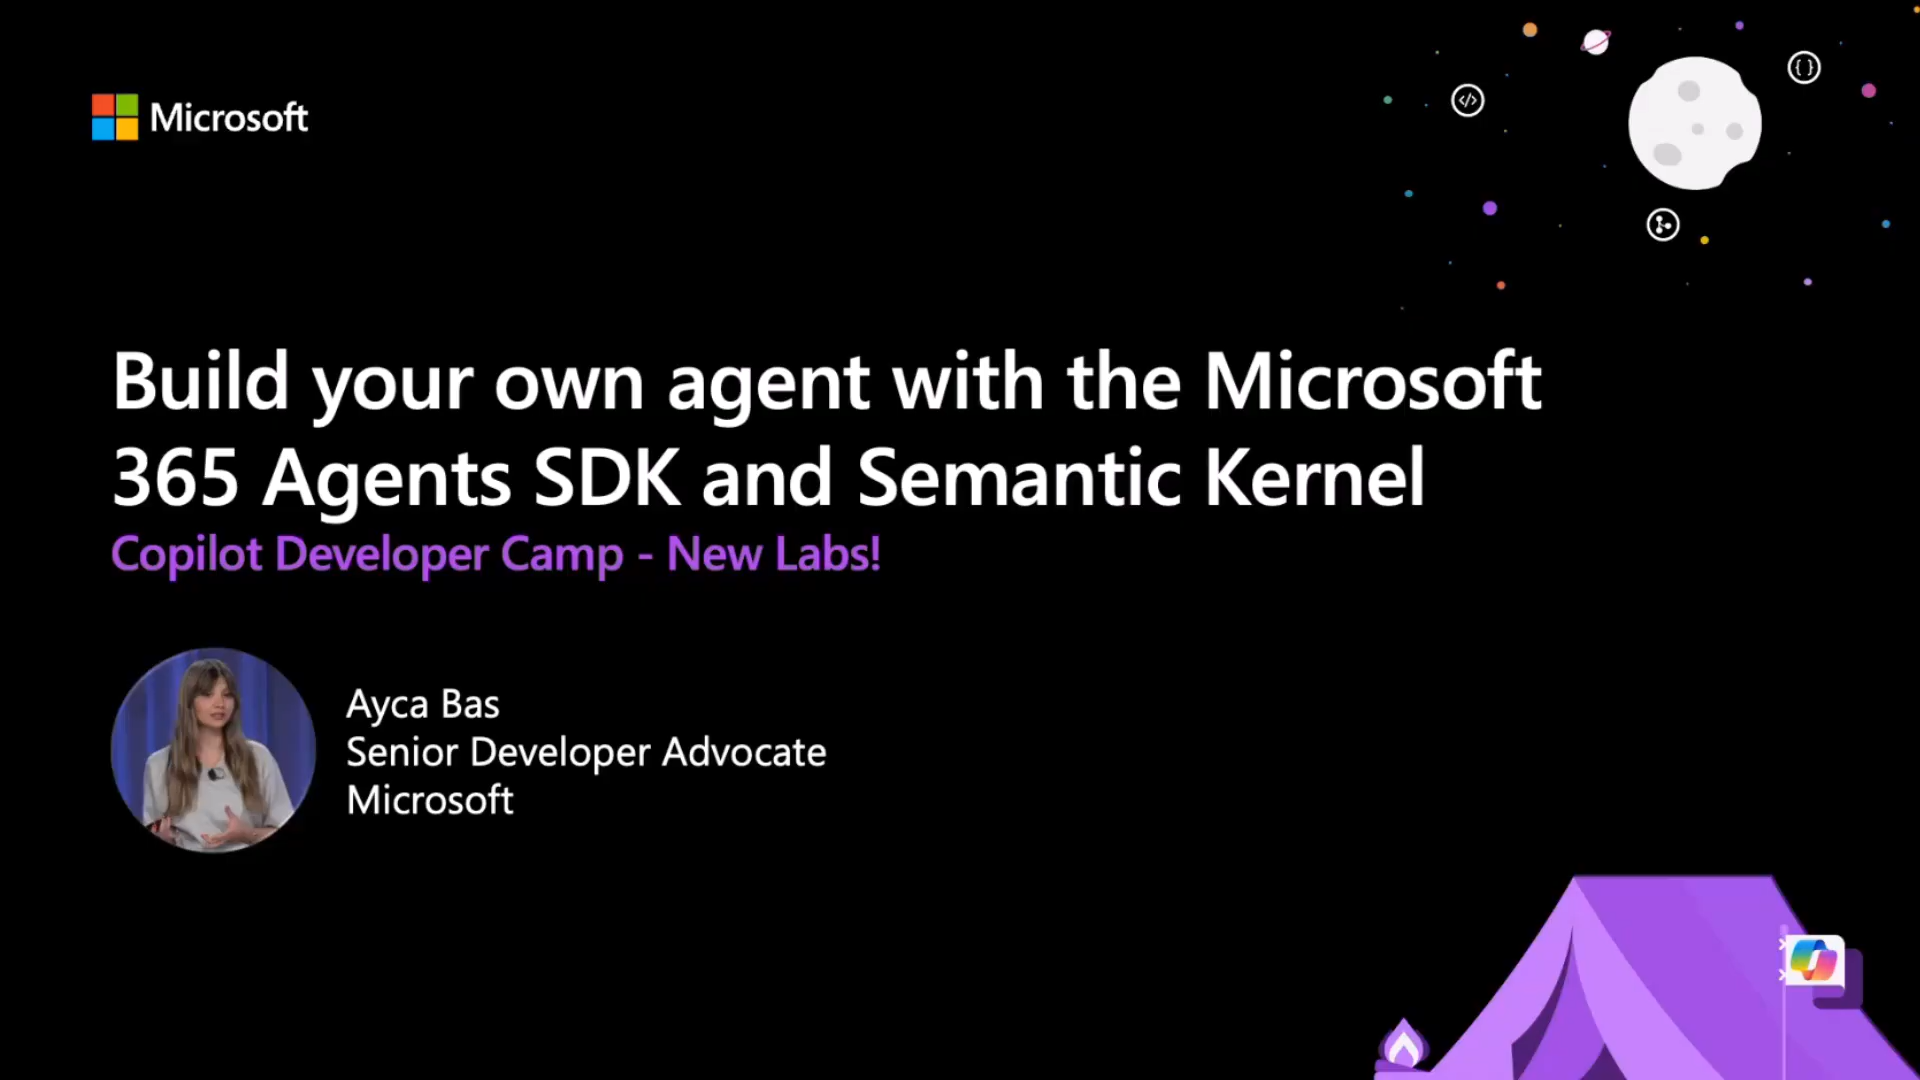 Microsoft
Build your own agent with the Microsoft
365 Agents SDK and Semantic Kernel
Copilot Developer Camp - New Labs!
Ayca Bas
Senior Developer Advocate
Microsoft